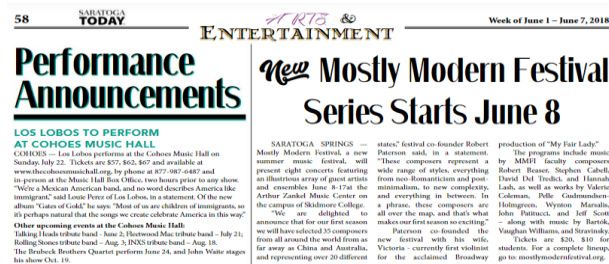 58
SARATOGA
TODAY
ARTS &
ENTERTAINMENT
Week of June 1 – June 7, 2018
Performance
Announcements
LOS LOBOS TO PERFORM
AT COHOES MUSIC HALL
COHOES — Los Lobos performs at the Cohoes Music Hall on
Sunday, July 22. Tickets are $57, $62, $67 and available at
www.thecohoesmusichall.org, by phone at 877-987-6487 and
in-person at the Music Hall Box Office, two hours prior to any show.
"We're a Mexican American band, and no word describes America like
immigrant," said Louie Perez of Los Lobos, in a statement. Of the new
album "Gates of Gold," he says: "Most of us are children of immigrants, so
it's perhaps natural that the songs we create celebrate America in this way."
Other upcoming events at the Cohoes Music Hall:
Talking Heads tribute band - June 2; Fleetwood Mac tribute band – July 21;
Rolling Stones tribute band – Aug. 3; INXS tribute band – Aug. 18.
The Brubeck Brothers Quartet perform June 24, and John Waite stages
his show Oct. 19.
New Mostly Modern Festival
Series Starts June 8
SARATOGA SPRINGS —
Mostly Modern Festival, a new
summer music festival, will
present eight concerts featuring
an illustrious array of guest artists
and ensembles June 8-17at the
Arthur Zankel Music Center on
the campus of Skidmore College.
"We are delighted to
announce that for our first season
we will have selected 35 composers
from all around the world from as
far away as China and Australia,
and representing over 20 different
states," festival co-founder Robert
Paterson said, in a statement.
"These composers represent a
wide range of styles, everything
from neo-Romanticism and post-
minimalism, to new complexity,
and everything in between. In
a phrase, these composers are
all over the map, and that's what
makes our first season so exciting."
Paterson co-founded the
new festival with his wife,
Victoria - currently first violinist
for the acclaimed Broadway
production of "My Fair Lady."
The programs include music
by MMFI faculty composers
Robert Beaser, Stephen Cabell,
David Del Tredici, and Hannah
Lash, as well as works by Valerie
Coleman, Pelle Gudmundsen-
Holmgreen, Wynton Marsalis,
John Patitucci, and Jeff Scott
– along with music by Bartók,
Vaughan Williams, and Stravinsky.
Tickets are $20, $10 for
students. For a complete lineup,
go to: mostlymodernfestival.org.